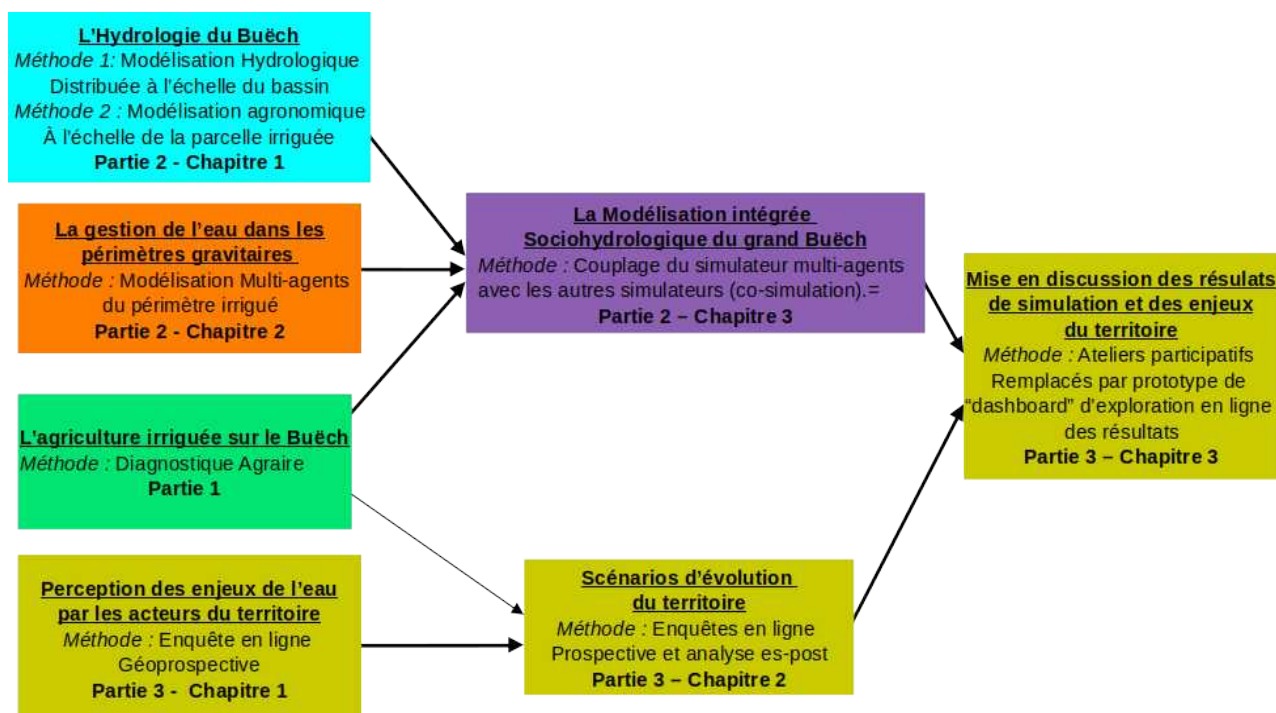 L'Hydrologie du Buëch
Méthode 1: Modélisation Hydrologique
Distribuée à l'échelle du bassin
Méthode 2 : Modélisation agronomique
À l'échelle de la parcelle irriguée
Partie 2 - Chapitre 1
La gestion de l'eau dans les
périmètres gravitaires
Méthode : Modélisation Multi-agents
du périmètre irrigué
Partie 2 - Chapitre 2
L'agriculture irriguée sur le Buëch
Méthode : Diagnostique Agraire
Partie 1
Perception des enjeux de l'eau
par les acteurs du territoire
Méthode : Enquête en ligne
Géoprospective
Partie 3 - Chapitre 1
La Modélisation intégrée
Sociohydrologique du grand Buëch
Méthode : Couplage du simulateur multi-agents
avec les autres simulateurs (co-simulation).=
Partie 2 – Chapitre 3
Scénarios d'évolution
du territoire
Méthode : Enquêtes en ligne
Prospective et analyse es-post
Partie 3 – Chapitre 2
Mise en discussion des résulats
de simulation et des enjeux
du territoire
Méthode : Ateliers participatifs
Remplacés par prototype de
“dashboard” d'exploration en ligne
des résultats
Partie 3 – Chapitre 3